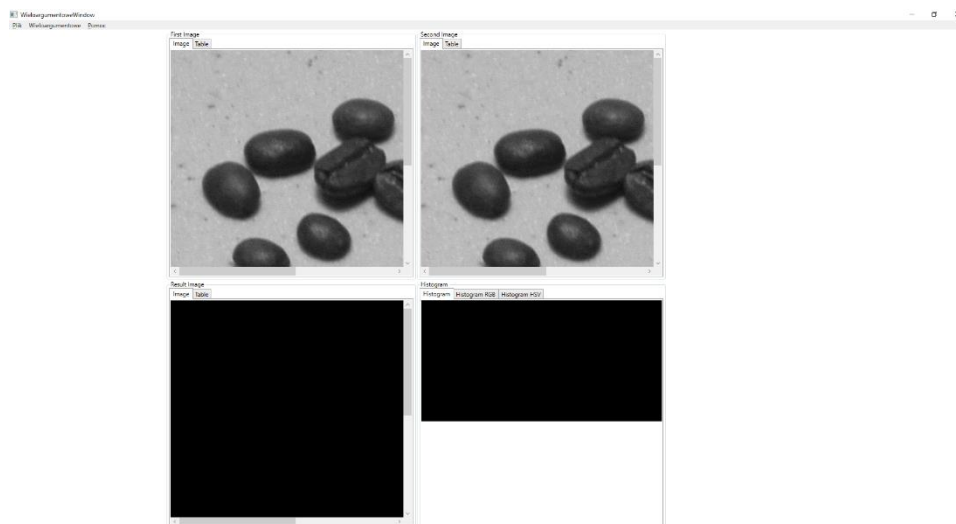 WieloargumentoweWindow
Plik Wieloargumentowe Pomoc
First Image
Image Table
Second Image
Image Table
Result Image
Image Table
Histogram
Histogram Histogram RGB Histogram HSV